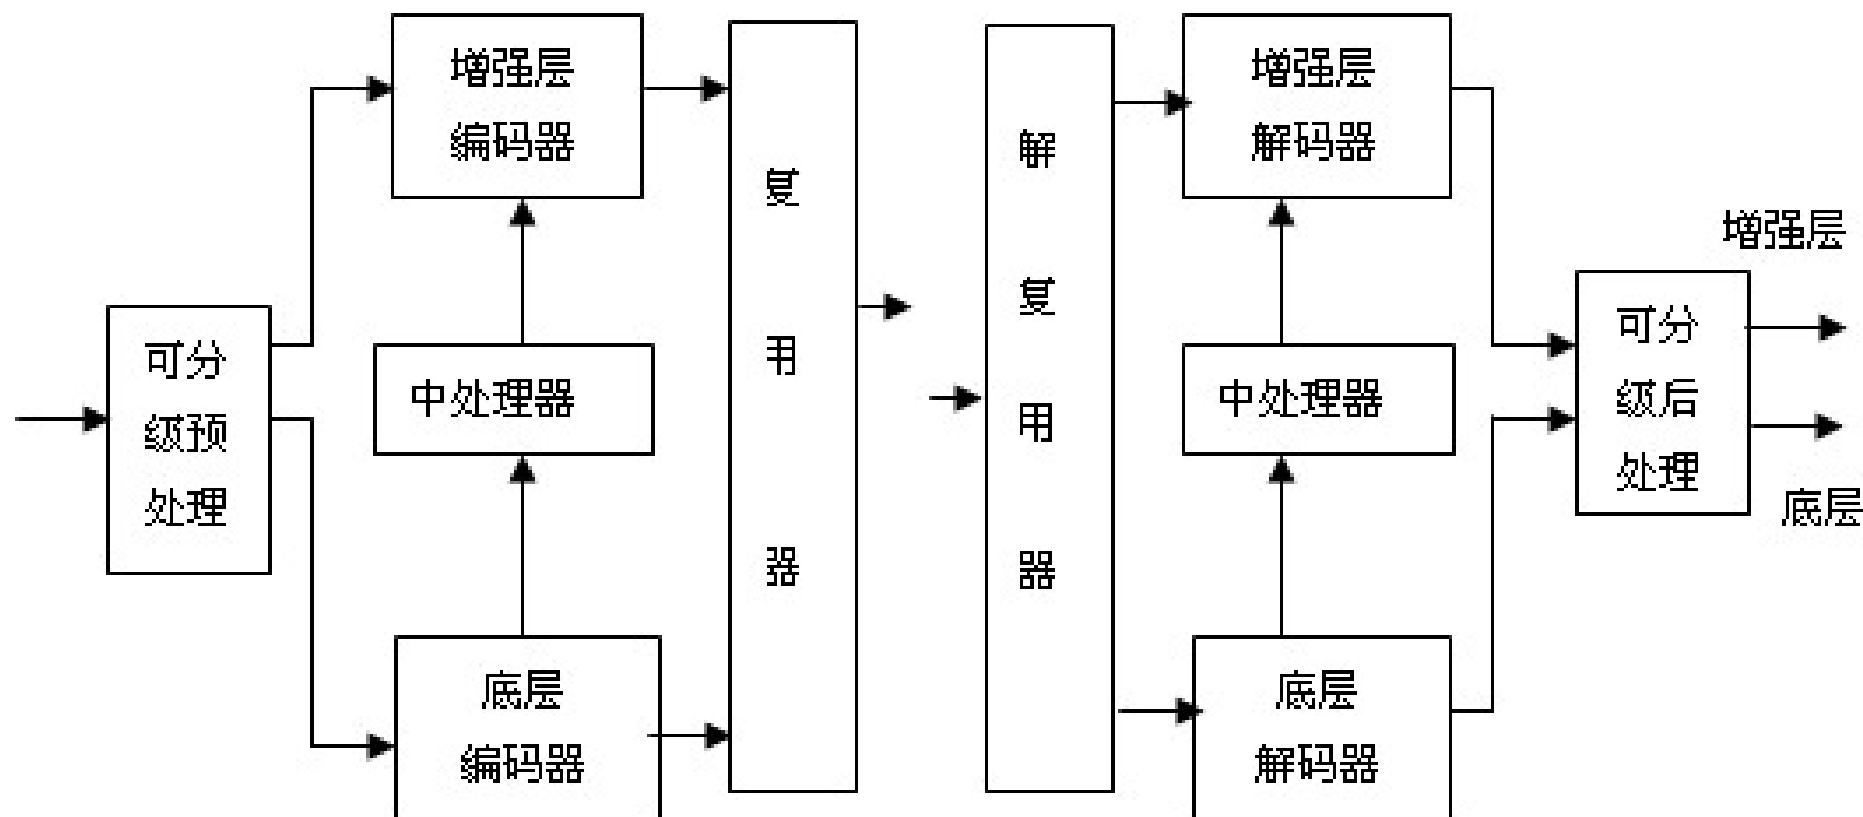 增强层
编码器
可分
级预
处理
中处理器
底层
编码器
复
用
器
解
复
用
器
增强层
解码器
中处理器
底层
解码器
可分
级后
处理
增强层
底层